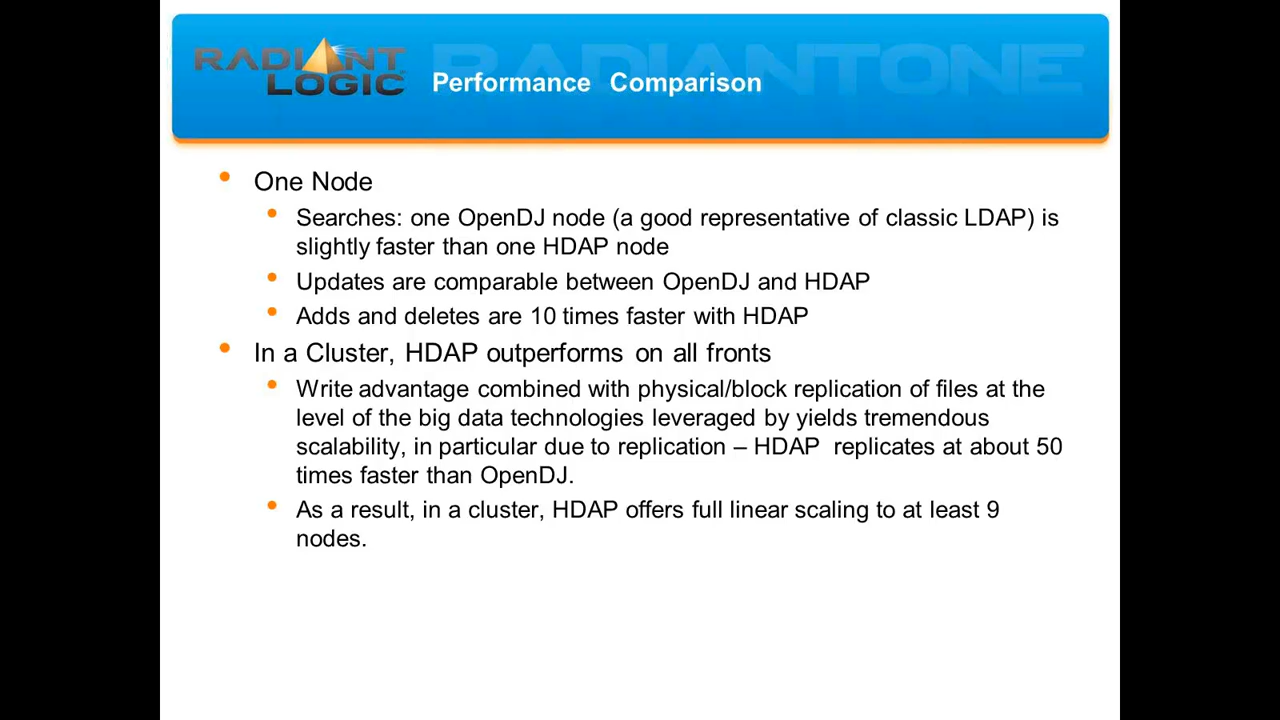 RADIANT
LOGIC
RADIANTONE
Performance Comparison
• One Node
• Searches: one OpenDJ node (a good representative of classic LDAP) is
slightly faster than one HDAP node
• Updates are comparable between OpenDJ and HDAP
• Adds and deletes are 10 times faster with HDAP
• In a Cluster, HDAP outperforms on all fronts
• Write advantage combined with physical/block replication of files at the
level of the big data technologies leveraged by yields tremendous
scalability, in particular due to replication – HDAP replicates at about 50
times faster than OpenDJ.
• As a result, in a cluster, HDAP offers full linear scaling to at least 9
nodes.